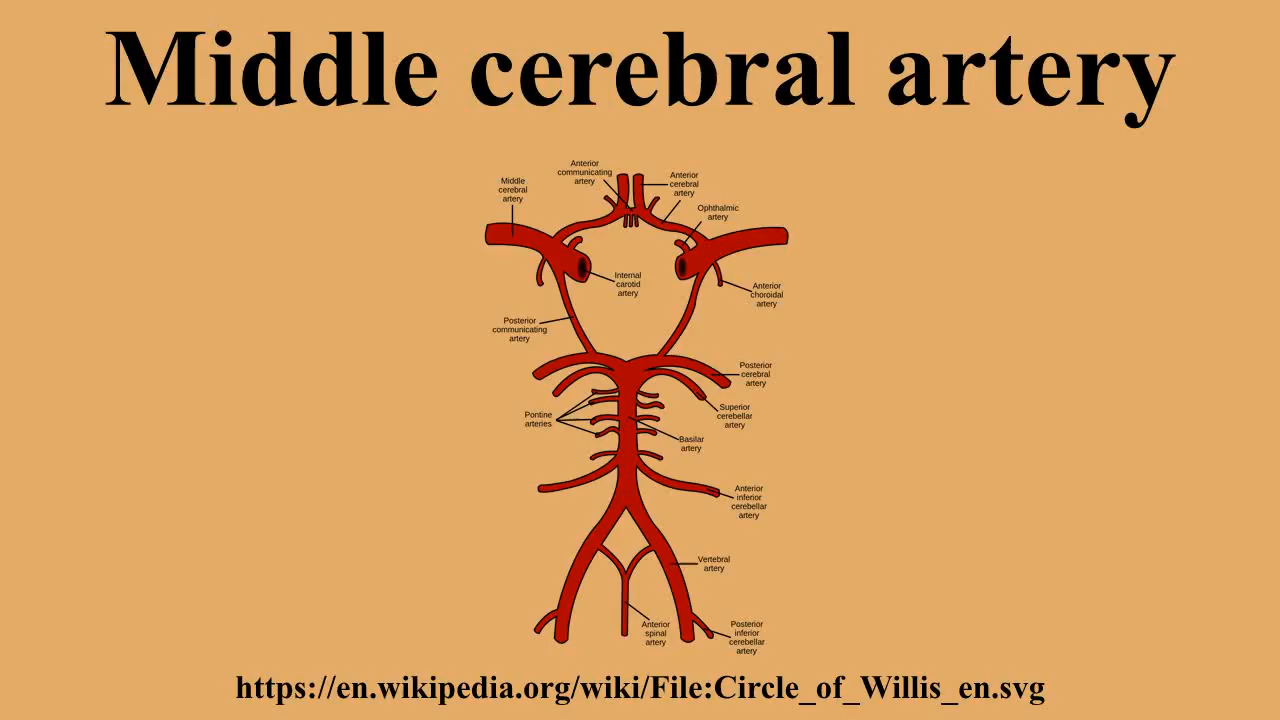 Middle cerebral artery
Anterior
communicating
artery
Anterior
cerebral
artery
Middle
cerebral
artery
Ophthalmic
artery
Internal
carotid
artery
Anterior
choroidal
artery
Posterior
communicating
artery
Posterior
cerebral
artery
Superior
cerebellar
artery
Pontine
arteries
Basilar
artery
Anterior
inferior
cerebellar
artery
Vertebral
artery
Anterior
spinal
artery
Posterior
inferior
cerebellar
artery
https://en.wikipedia.org/wiki/File:Circle_of_Willis_en.svg